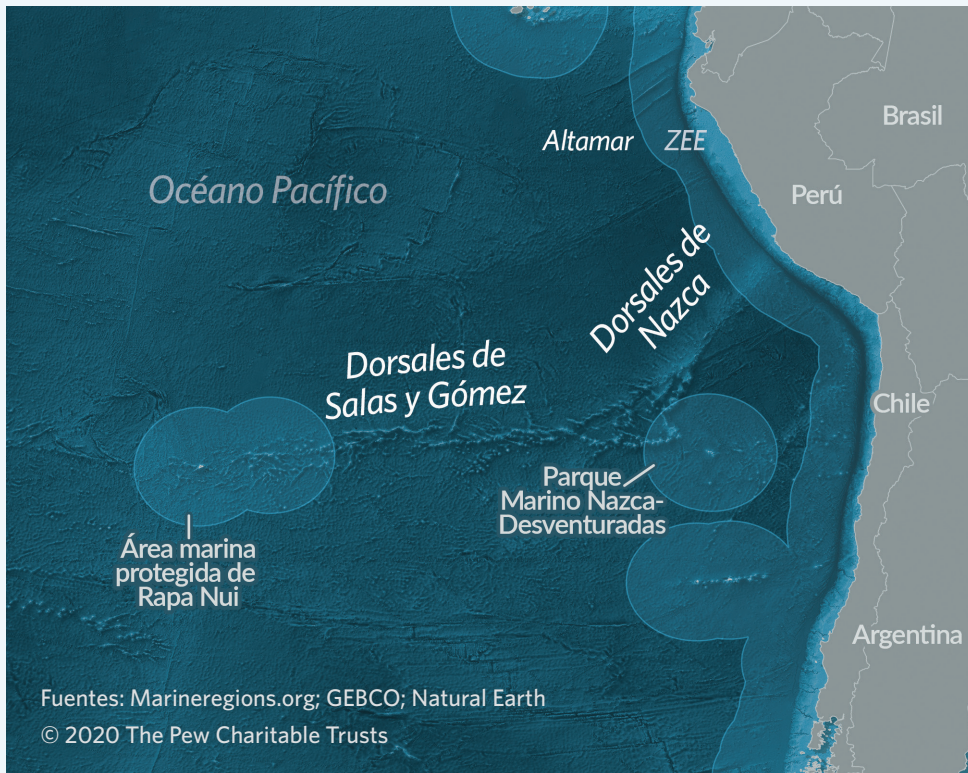 Brasil
Altamar
ZEE
Océano Pacífico
Perú
Dorsales de
Nazca
Dorsales de
Salas y Gómez
Chile
Parque
Marino Nazca-
Desventuradas
Área marina
protegida de
Rapa Nui
Argentina
Fuentes: Marineregions.org; GEBCO; Natural Earth
© 2020 The Pew Charitable Trusts